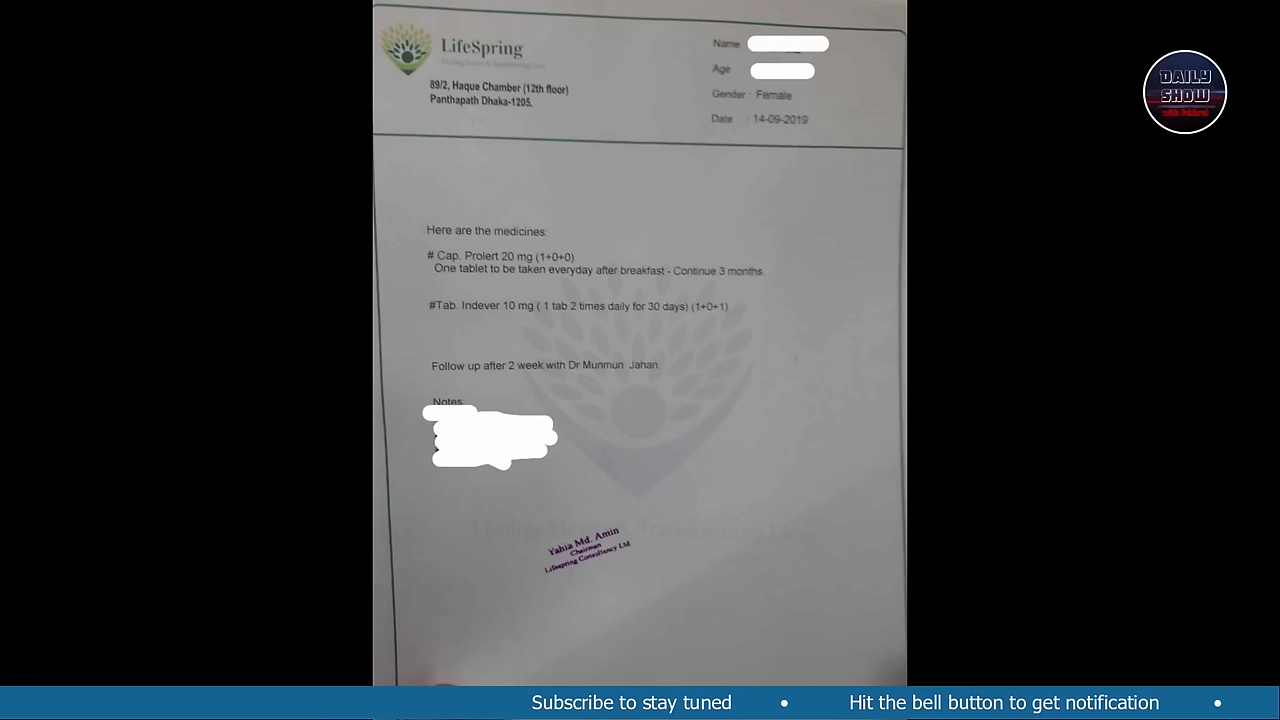 LifeSpring
89/2, Haque Chamber (12th floor)
Panthapath Dhaka-1205.
Name
Age
Gender : Female
Date : 14-09-2019
DAILY
SHOW
Here are the medicines:
# Cap. Prolert 20 mg (1+0+0)
One tablet to be taken everyday after breakfast - Continue 3 months.
#Tab. Indever 10 mg ( 1 tab 2 times daily for 30 days) (1+0+1)
Follow up after 2 week with Dr Munmun Jahan.
Notes:
Yahia Md. Amin
Chairman
Lifespring Consultancy Ltd.
Subscribe to stay tuned • Hit the bell button to get notification •